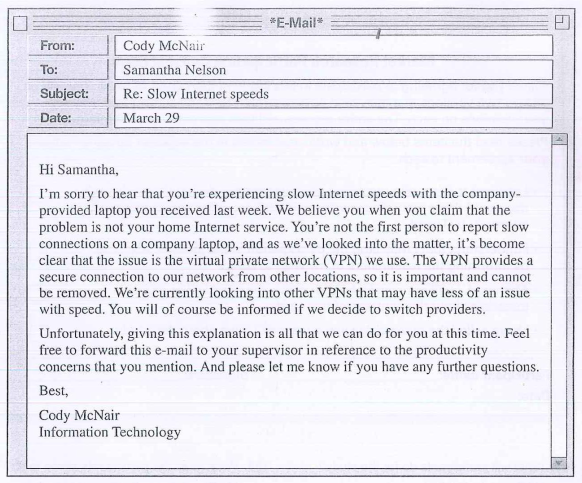 *E-Mail*
From: Cody McNair
To: Samantha Nelson
Subject: Re: Slow Internet speeds
Date: March 29
Hi Samantha,
I'm sorry to hear that you're experiencing slow Internet speeds with the company-
provided laptop you received last week. We believe you when you claim that the
problem is not your home Internet service. You're not the first person to report slow
connections on a company laptop, and as we've looked into the matter, it's become
clear that the issue is the virtual private network (VPN) we use. The VPN provides a
secure connection to our network from other locations, so it is important and cannot
be removed. We're currently looking into other VPNs that may have less of an issue
with speed. You will of course be informed if we decide to switch providers.
Unfortunately, giving this explanation is all that we can do for you at this time. Feel
free to forward this e-mail to your supervisor in reference to the productivity
concerns that you mention. And please let me know if you have any further questions.
Best,
Cody McNair
Information Technology